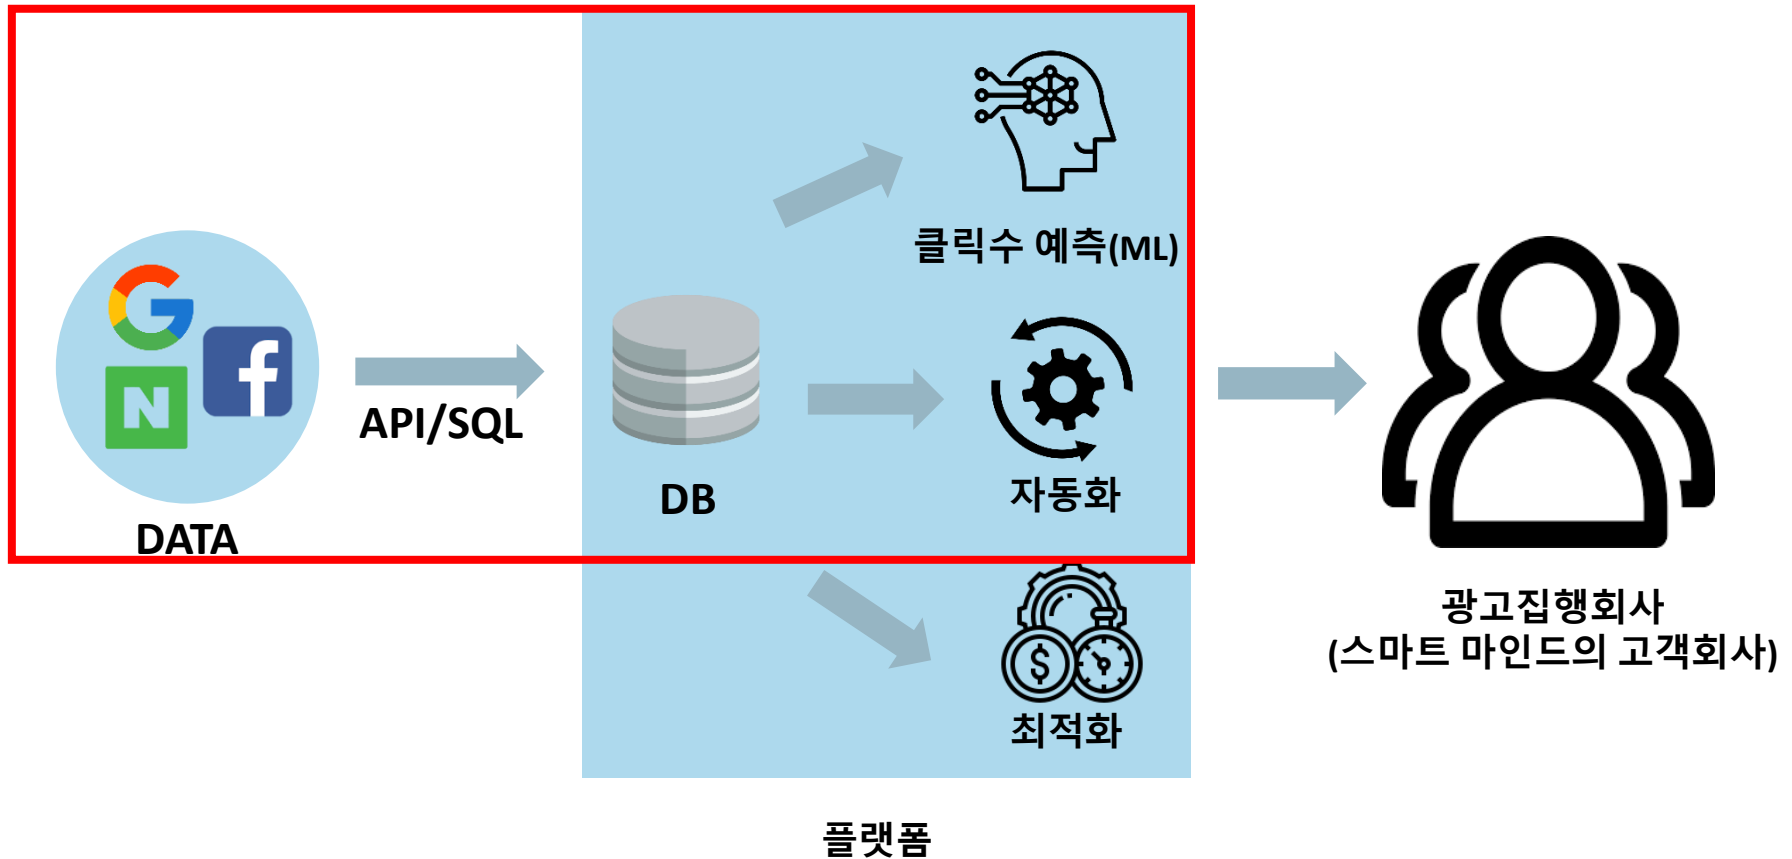 클릭수 예측(ML)
API/SQL
DB
자동화
DATA
최적화
광고집행회사
(스마트 마인드의 고객회사)
플랫폼